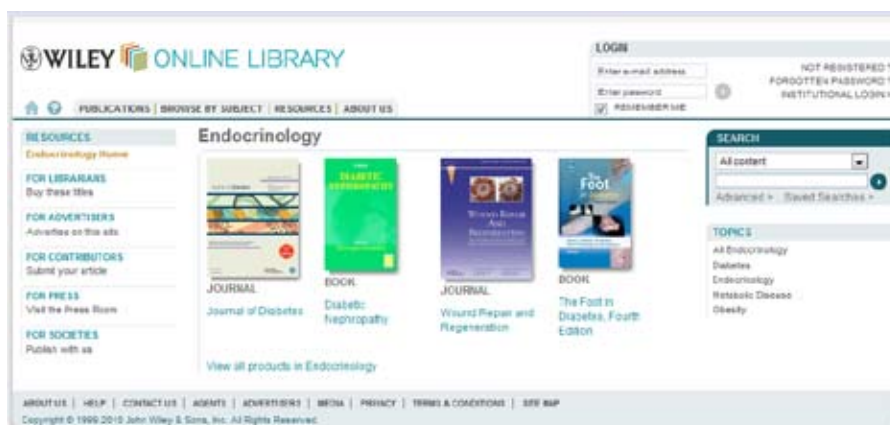 WILEY ONLINE LIBRARY
LOGIN
Enter e-mail address
Enter password
REMEMBER ME
NOT REGISTERED ?
FORGOTTEN PASSWORD ?
INSTITUTIONAL LOGIN >
PUBLICATIONS | BROWSE BY SUBJECT | RESOURCES | ABOUT US
RESOURCES
Endocrinology Home
FOR LIBRARIANS
Buy these titles
FOR ADVERTISERS
Advertise on this site
FOR CONTRIBUTORS
Submit your article
FOR PRESS
Visit the Press Room
FOR SOCIETIES
Publish with us
Endocrinology
DIABETIC
NEPHROPATHY
WOUND REPAIR
AND
REGENERATION
The
Foot
in
JOURNAL
Journal of Diabetes
BOOK
Diabetic
Nephropathy
JOURNAL
Wound Repair and
Regeneration
BOOK
The Foot in
Diabetes, Fourth
Edition
View all products in Endocrinology
SEARCH
All content
Advanced > Saved Searches >
TOPICS
All Endocrinology
Diabetes
Endocrinology
Metabolic Disease
Obesity
ABOUT US | HELP | CONTACT US | AGENTS | ADVERTISERS | MEDIA | PRIVACY | TERMS & CONDITIONS | SITE MAP
Copyright © 1999-2010 John Wiley & Sons, Inc. All Rights Reserved.